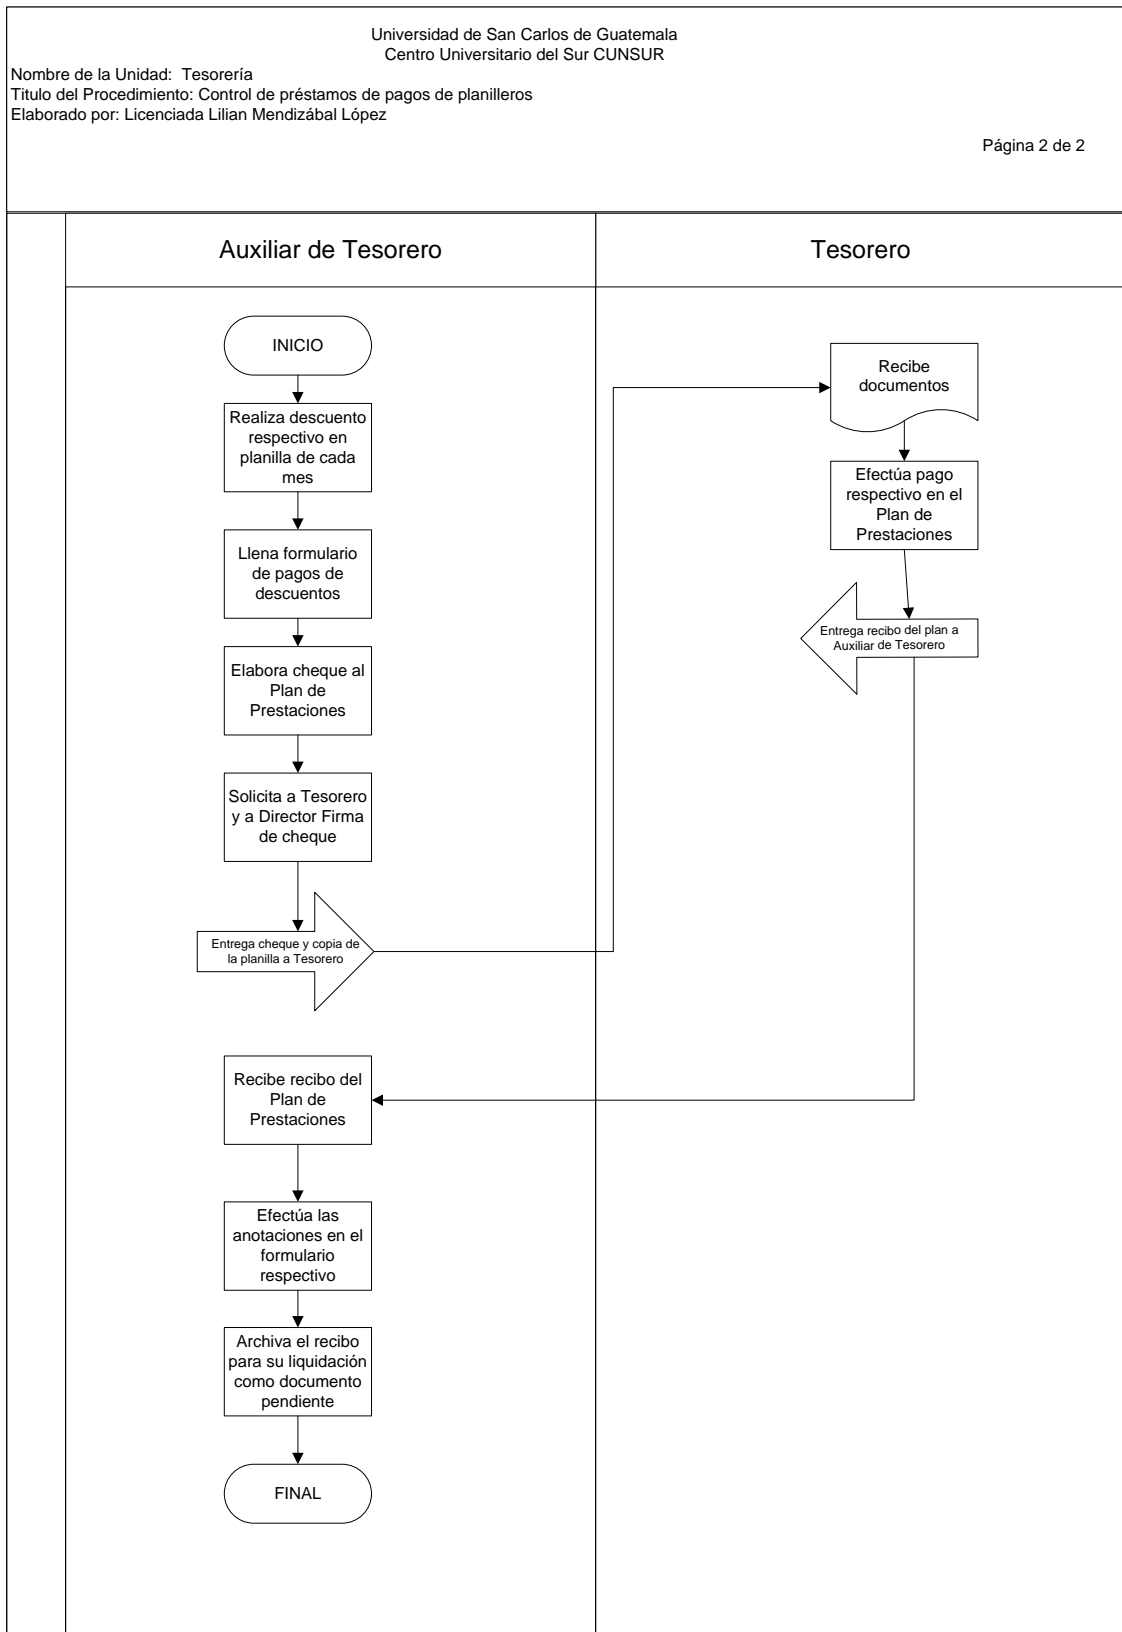 Universidad de San Carlos de Guatemala
Centro Universitario del Sur CUNSUR
Nombre de la Unidad:  Tesorería
Titulo del Procedimiento: Control de préstamos de pagos de planilleros
Elaborado por: Licenciada Lilian Mendizábal López
Página 2 de 2
Auxiliar de Tesorero
Tesorero
INICIO
Realiza descuento
respectivo en
planilla de cada
mes
Llena formulario
de pagos de
descuentos
Elabora cheque al
Plan de
Prestaciones
Solicita a Tesorero
y a Director Firma
de cheque
Entrega cheque y copia de
la planilla a Tesorero
Recibe
documentos
Efectúa pago
respectivo en el
Plan de
Prestaciones
Entrega recibo del plan a
Auxiliar de Tesorero
Recibe recibo del
Plan de
Prestaciones
Efectúa las
anotaciones en el
formulario
respectivo
Archiva el recibo
para su liquidación
como documento
pendiente
FINAL